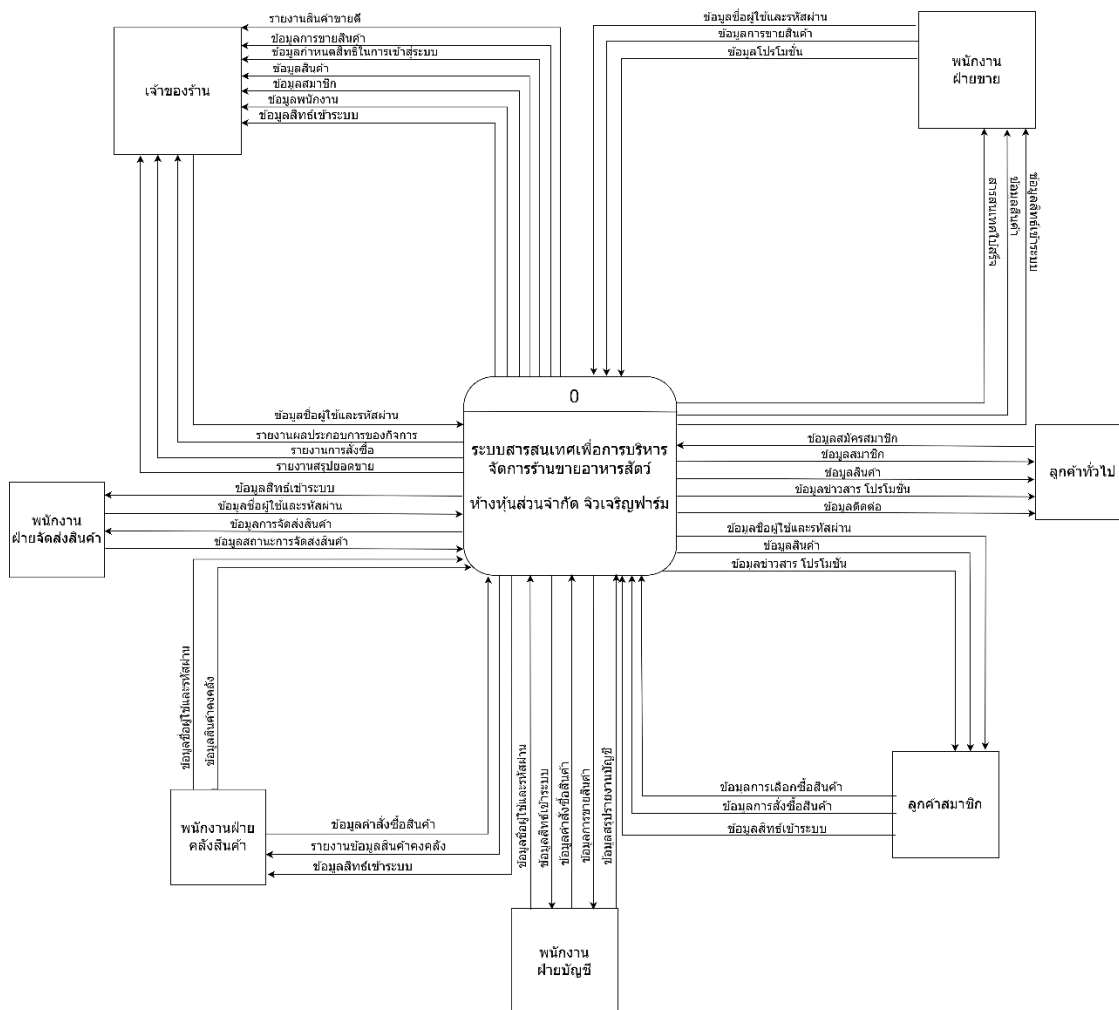 รายงานสินค้าขายดี
ข้อมูลการขายสินค้า
ข้อมูลกำหนดสิทธิ์ในการเข้าสู่ระบบ
ข้อมูลสินค้า
ข้อมูลสมาชิก
ข้อมูลพนักงาน
ข้อมูลสิทธ์เข้าระบบ
เจ้าของร้าน
ข้อมูลชื่อผู้ใช้และรหัสผ่าน
ข้อมูลการขายสินค้า
ข้อมูลโปรโมชั่น
พนักงาน
ฝ่ายขาย
สารสนเทศใบเสร็จ
ข้อมูลสินค้า
ข้อมูลสิทธ์เข้าระบบ
0
ระบบสารสนเทศเพื่อการบริหาร
จัดการร้านขายอาหารสัตว์
ห้างหุ้นส่วนจำกัด จิวเจริญฟาร์ม
ข้อมูลชื่อผู้ใช้และรหัสผ่าน
รายงานผลประกอบการของกิจการ
รายงานการสั่งซื้อ
รายงานสรุปยอดขาย
ข้อมูลสิทธ์เข้าระบบ
ข้อมูลชื่อผู้ใช้และรหัสผ่าน
ข้อมูลการจัดส่งสินค้า
ข้อมูลสถานะการจัดส่งสินค้า
พนักงาน
ฝ่ายจัดส่งสินค้า
ข้อมูลสมัครสมาชิก
ข้อมูลสมาชิก
ข้อมูลสินค้า
ข้อมูลข่าวสาร โปรโมชั่น
ข้อมูลติดต่อ
ลูกค้าทั่วไป
ข้อมูลชื่อผู้ใช้และรหัสผ่าน
ข้อมูลสินค้า
ข้อมูลข่าวสาร โปรโมชั่น
ข้อมูลชื่อผู้ใช้และรหัสผ่าน
ข้อมูลสินค้าคงคลัง
พนักงานฝ่าย
คลังสินค้า
ข้อมูลคำสั่งซื้อสินค้า
รายงานข้อมูลสินค้าคงคลัง
ข้อมูลสิทธ์เข้าระบบ
ข้อมูลชื่อผู้ใช้และรหัสผ่าน
ข้อมูลสิทธ์เข้าระบบ
ข้อมูลคำสั่งซื้อสินค้า
ข้อมูลการขายสินค้า
ข้อมูลสรุปรายงานบัญชี
ข้อมูลการเลือกซื้อสินค้า
ข้อมูลการสั่งซื้อสินค้า
ข้อมูลสิทธ์เข้าระบบ
ลูกค้าสมาชิก
พนักงาน
ฝ่ายบัญชี